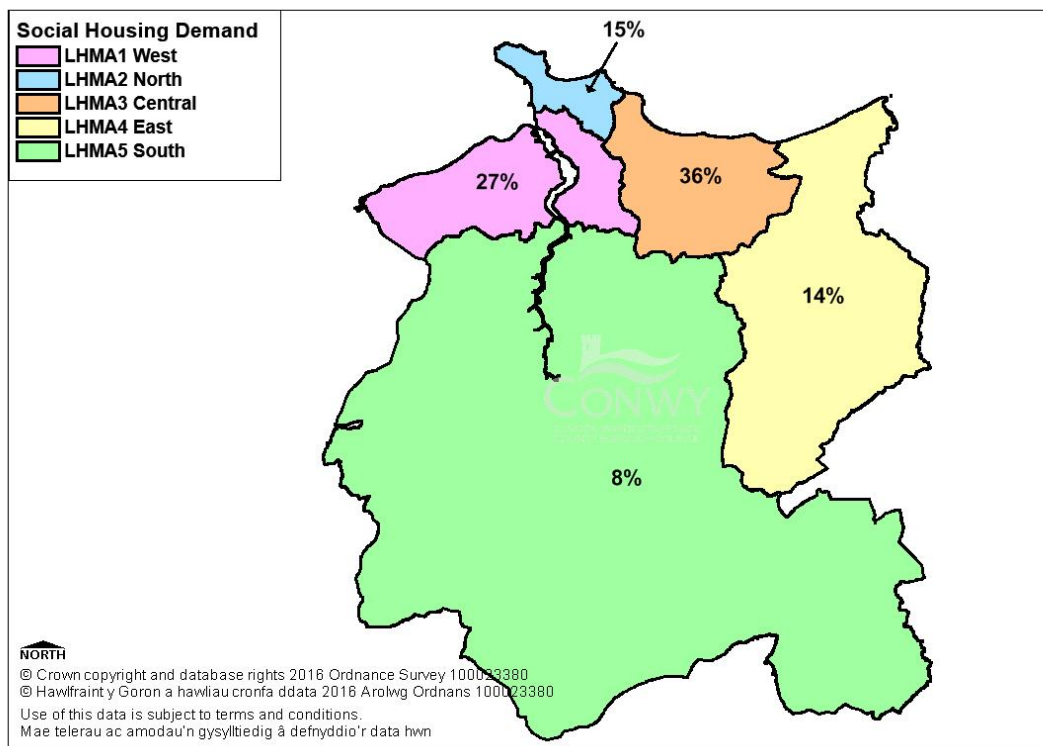 Social Housing Demand
LHMA1 West
LHMA2 North
LHMA3 Central
LHMA4 East
LHMA5 South
15%
27%
36%
14%
CONWY
8%
NORTH
© Crown copyright and database rights 2016 Ordnance Survey 100023380
© Hawlfraint y Goron a hawliau cronfa ddata 2016 Arolwg Ordnans 100023380
Use of this data is subject to terms and conditions.
Mae telerau ac amodau'n gysylltiedig â defnyddio'r data hwn